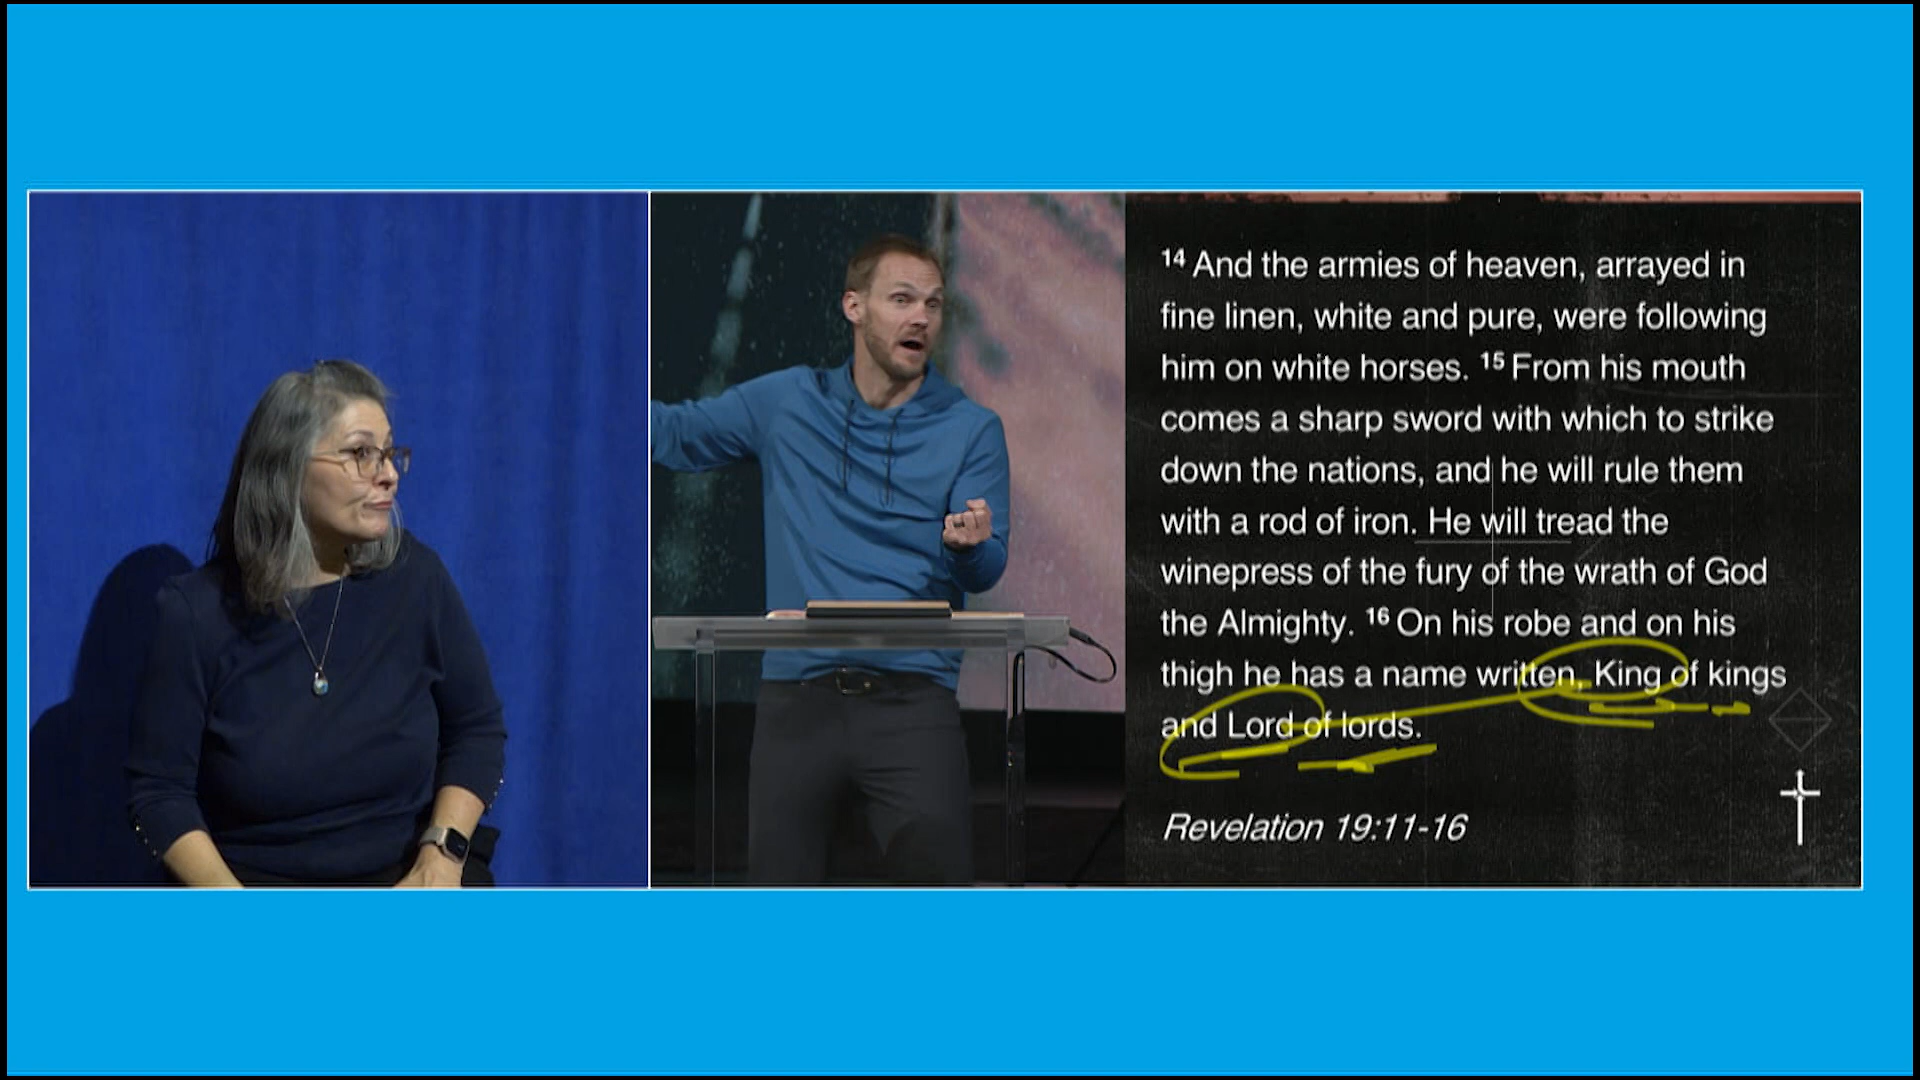 14 And the armies of heaven, arrayed in
fine linen, white and pure, were following
him on white horses. 15 From his mouth
comes a sharp sword with which to strike
down the nations, and he will rule them
with a rod of iron. He will tread the
winepress of the fury of the wrath of God
the Almighty. 16 On his robe and on his
thigh he has a name written, King of kings
and Lord of lords.
Revelation 19:11-16